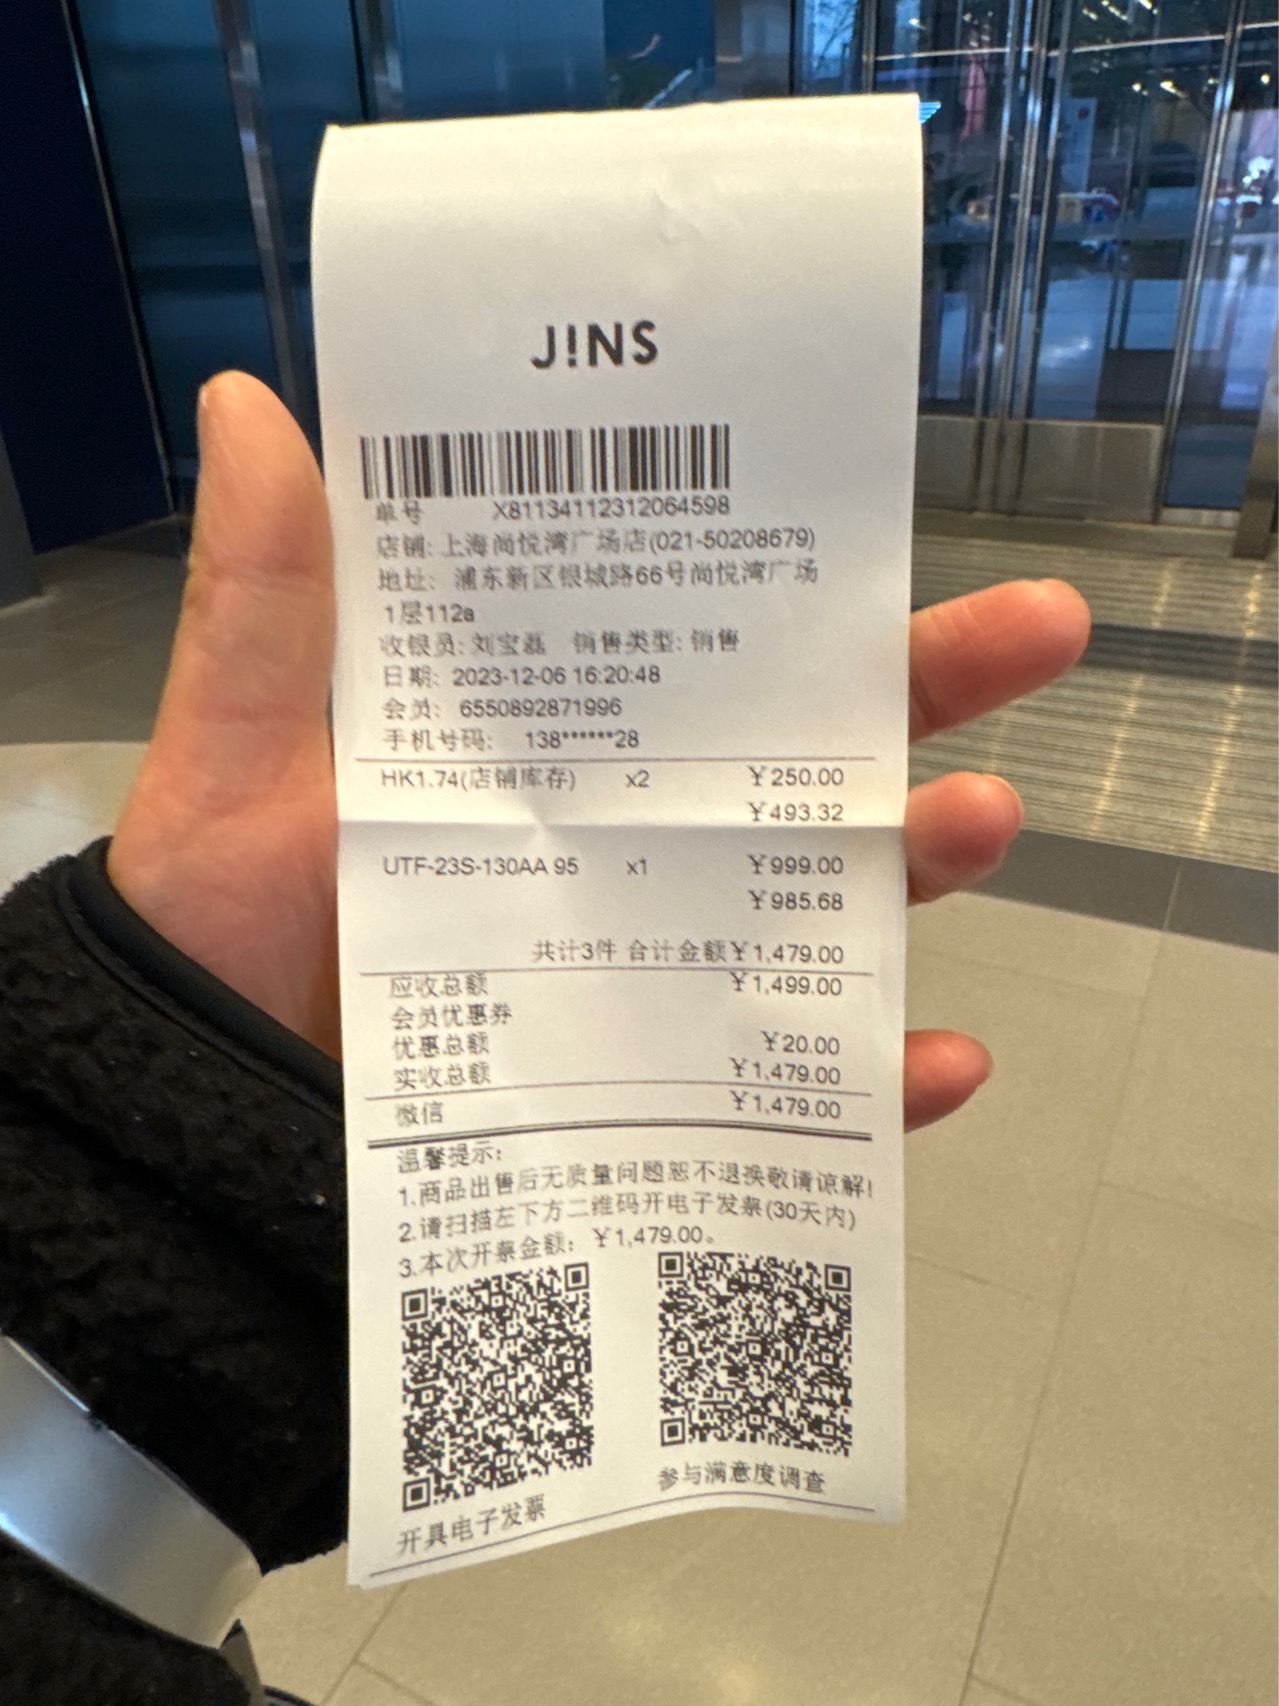 J!NS
单号 X81134112312064598
店铺: 上海尚悦湾广场店(021-50208679)
地址: 浦东新区银城路66号尚悦湾广场
1层112a
收银员: 刘宝磊 销售类型: 销售
日期: 2023-12-06 16:20:48
会员: 6550892871996
手机号码: 138******28
HK1.74(店铺库存) x2 ¥250.00
¥493.32
UTF-23S-130AA 95 x1 ¥999.00
¥985.68
共计3件 合计金额¥1,479.00
应收总额 ¥1,499.00
会员优惠券
优惠总额 ¥20.00
实收总额 ¥1,479.00
微信 ¥1,479.00
温馨提示:
1.商品出售后无质量问题恕不退换敬请谅解!
2.请扫描左下方二维码开电子发票(30天内)
3.本次开票金额: ¥1,479.00。
开具电子发票 参与满意度调查